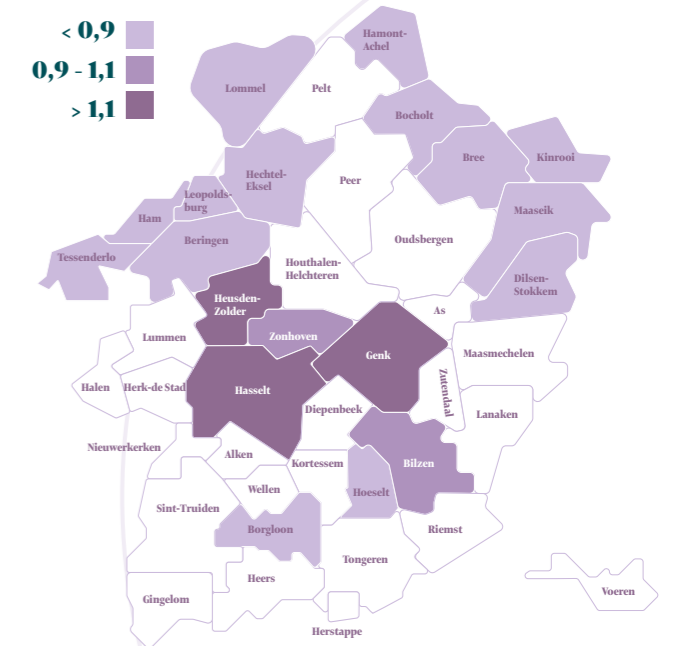 < 0,9
0,9 - 1,1
> 1,1
Hamont-
Achel
Lommel
Pelt
Bocholt
Bree
Kinrooi
Hechtel-
Eksel
Peer
Leopolds-
burg
Ham
Maaseik
Beringen
Oudsbergen
Tessenderlo
Houthalen-
Helchteren
Dilsen-
Stokkem
Heusden-
Zolder
As
Lummen
Zonhoven
Genk
Maasmechelen
Halen
Herk-de Stad
Hasselt
Zutendaal
Diepenbeek
Lanaken
Nieuwerkerken
Alken
Kortessem
Bilzen
Wellen
Hoeselt
Sint-Truiden
Borgloon
Riemst
Tongeren
Heers
Voeren
Gingelom
Herstappe